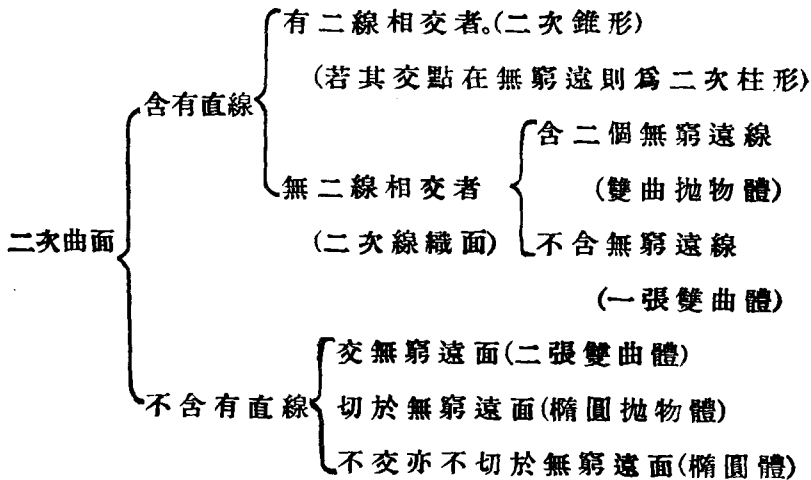 有二線相交者。(二次錐形)
(若其交點在無窮遠則爲二次柱形)
含有直線
含二個無窮遠線
無二線相交者
(雙曲抛物體)
二次曲面
(二次線織面)
不含無窮遠線
(一張雙曲體)
交無窮遠面(二張雙曲體)
不含有直線
切於無窮遠面(橢圓抛物體)
不交亦不切於無窮遠面(橢圓體)